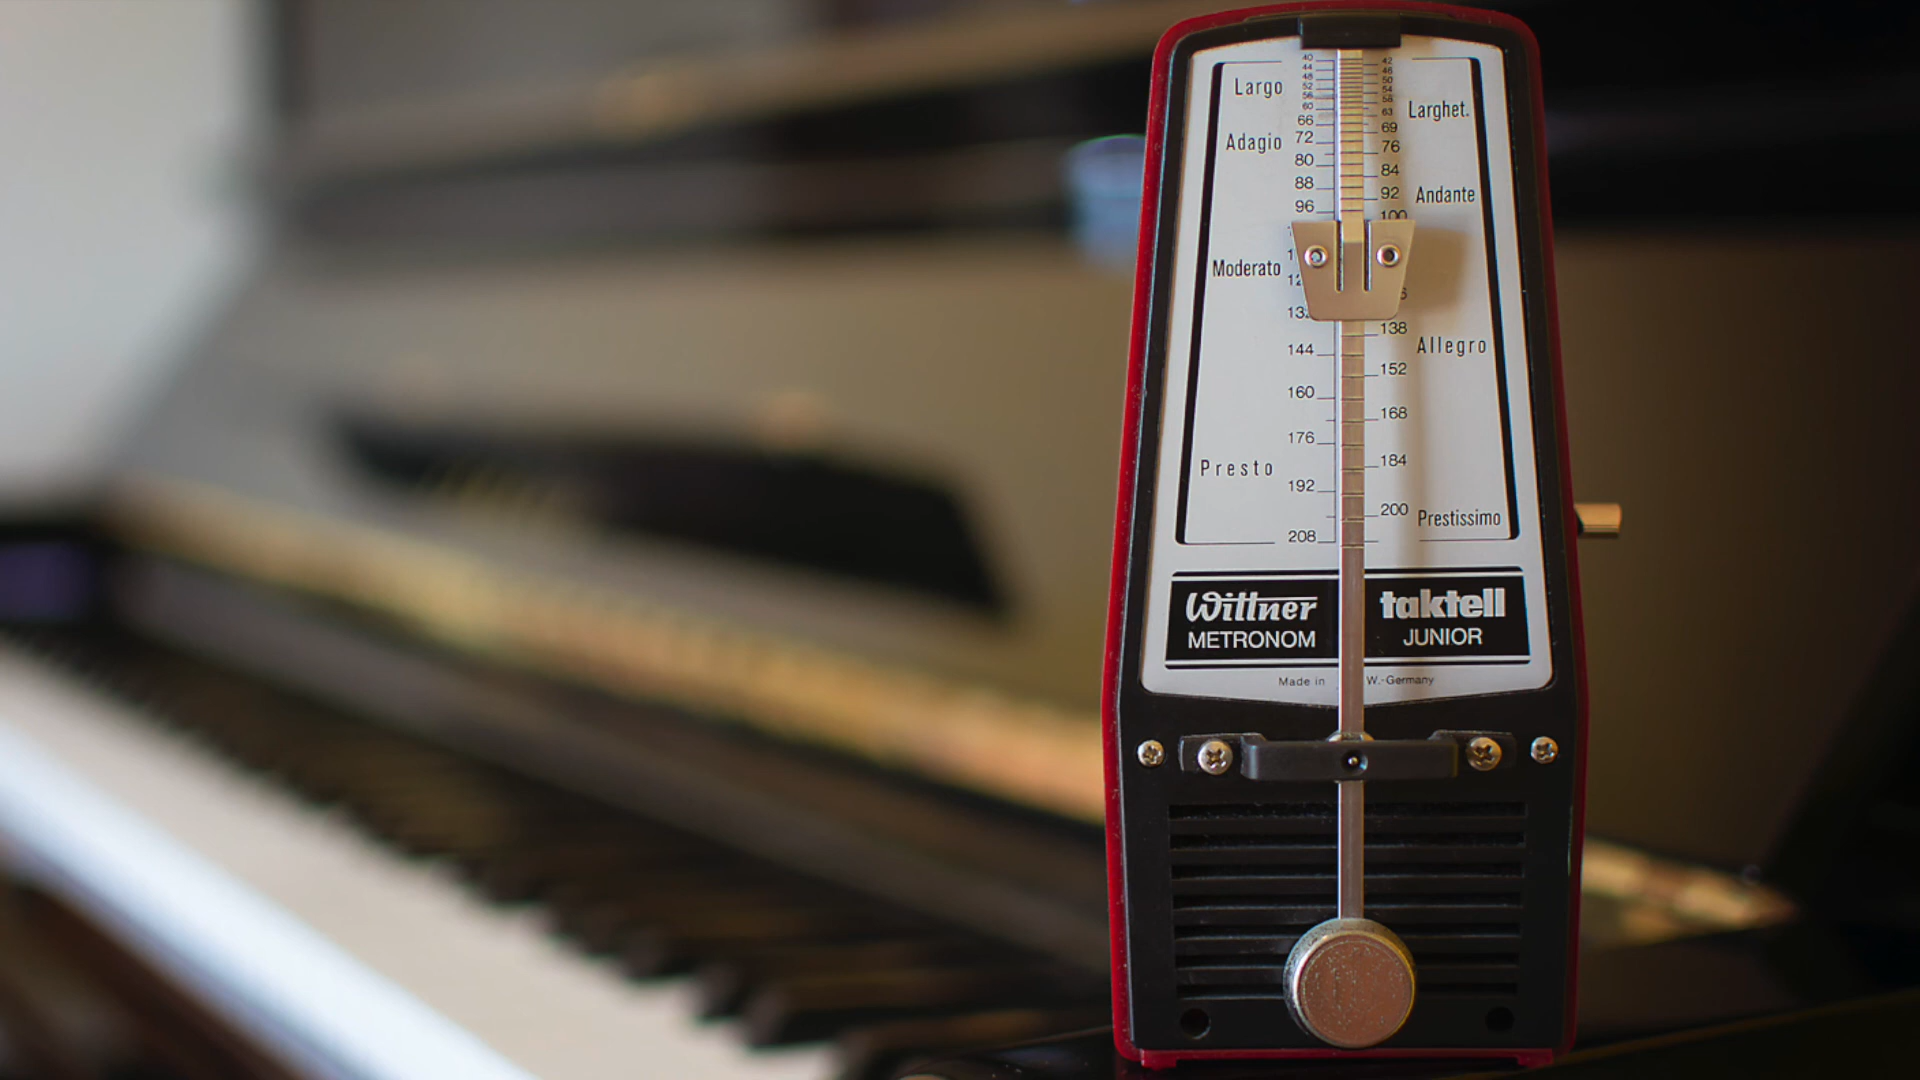 40 42
44 46
48 50
52 54
56 58
60 63
66 69
72 76
80 84
88 92
96 100
132
138
144 152
160 168
176 184
192 200
208
Largo
Larghet.
Adagio
Andante
Moderato
Allegro
Presto
Prestissimo
Wittner
METRONOM
taktell
JUNIOR
Made in W.-Germany